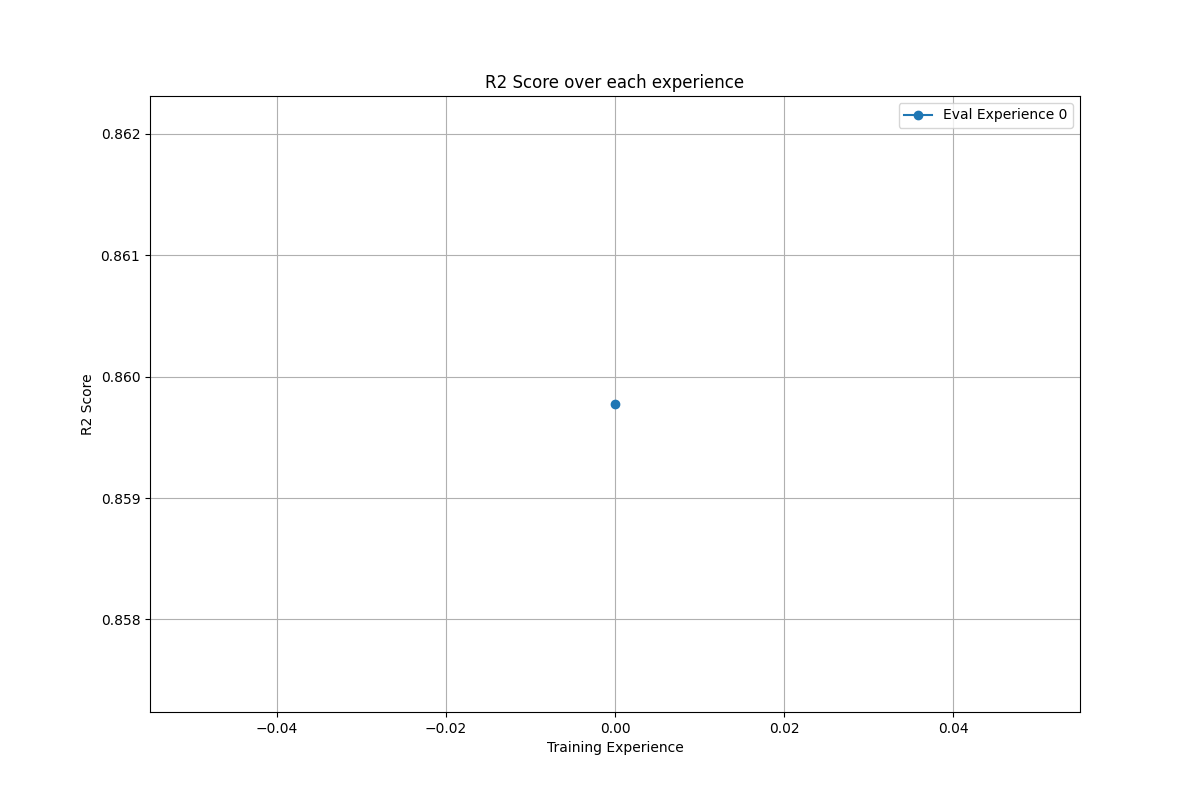 R2 Score over each experience
Eval Experience 0
0.862
0.861
0.860
0.859
0.858
R2 Score
−0.04
−0.02
0.00
0.02
0.04
Training Experience